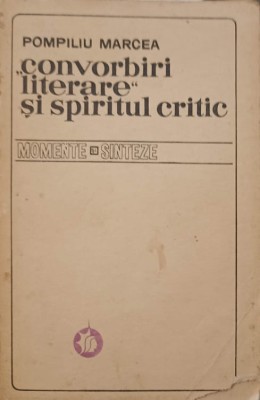 POMPILIU MARCEA
„convorbiri
literare“
și spiritul critic
MOMENTE SINTEZE